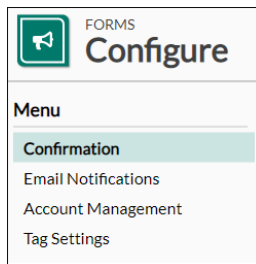 FORMS
Configure
Menu
Confirmation
Email Notifications
Account Management
Tag Settings